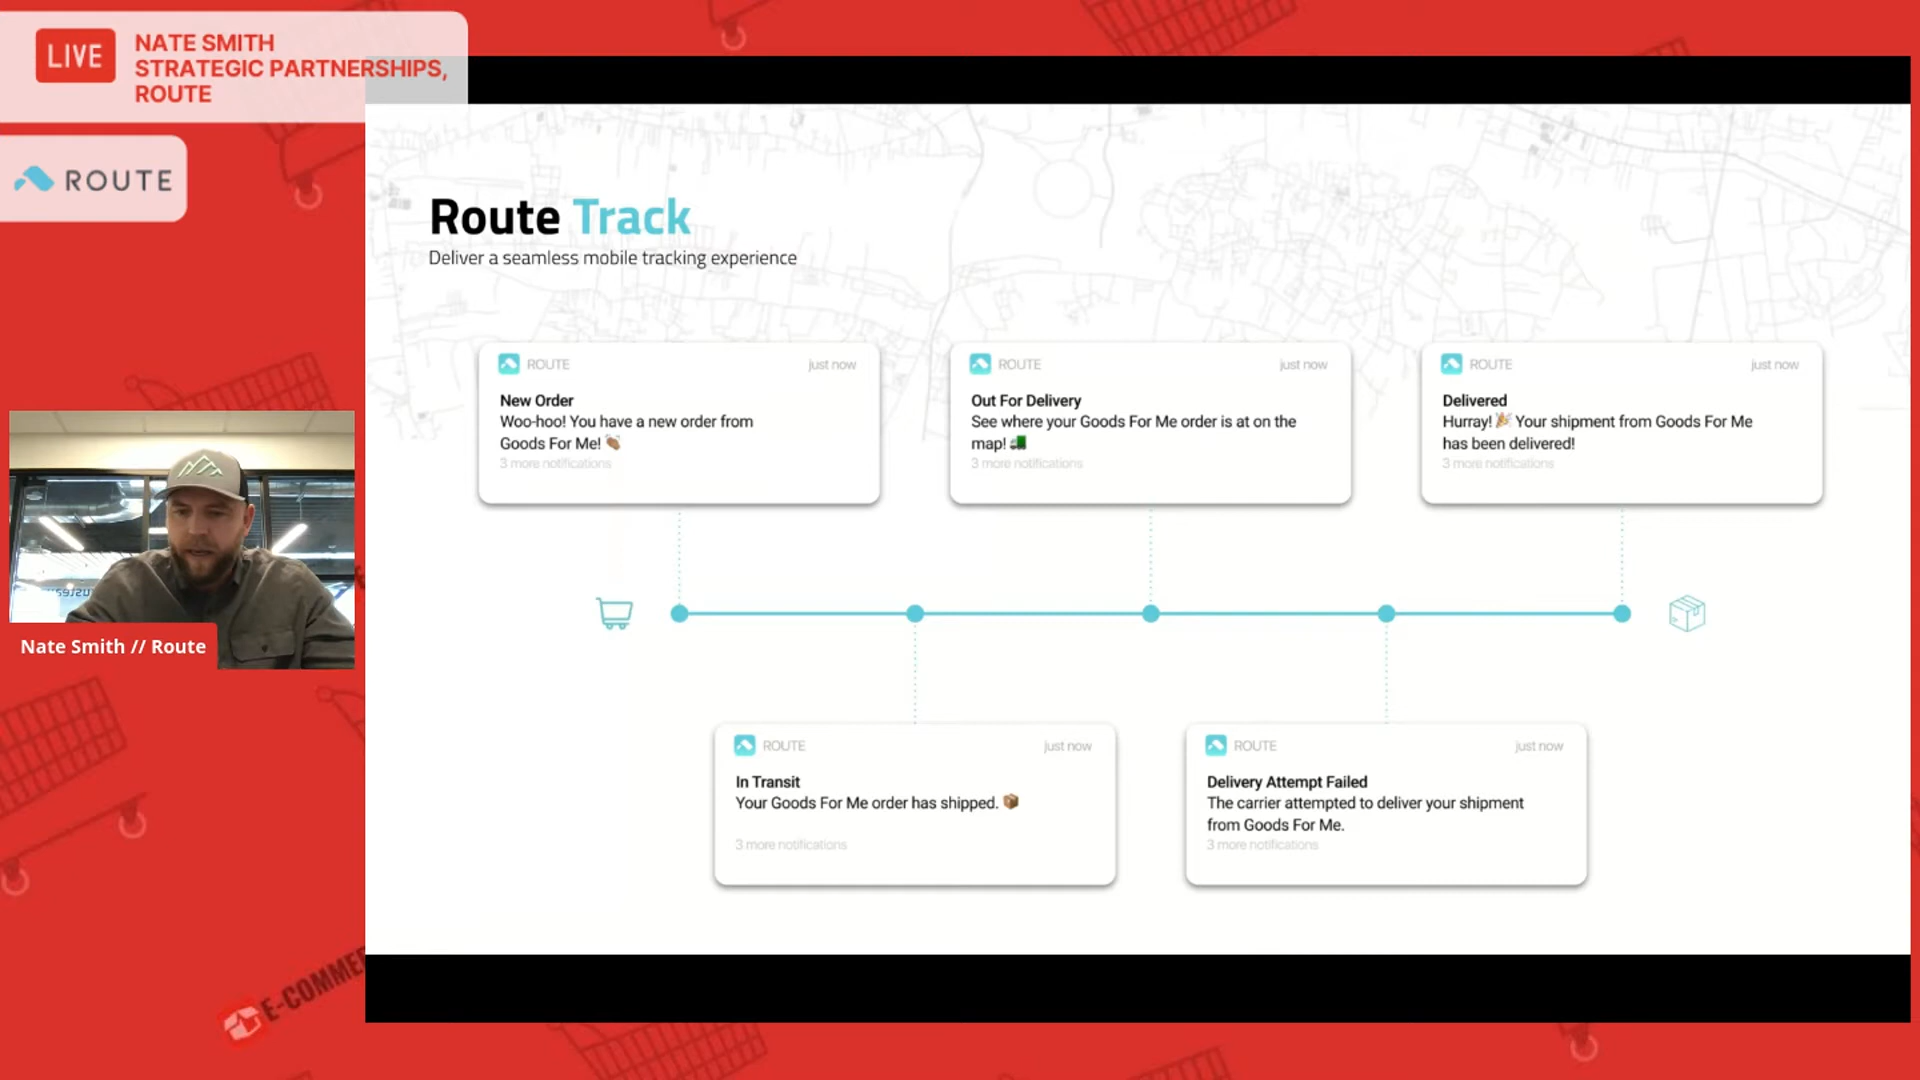 LIVE
NATE SMITH
STRATEGIC PARTNERSHIPS,
ROUTE
ROUTE
Route Track
Deliver a seamless mobile tracking experience
ROUTE just now
New Order
Woo-hoo! You have a new order from
Goods For Me! 👏🏽
3 more notifications
ROUTE just now
Out For Delivery
See where your Goods For Me order is at on the
map!
3 more notifications
ROUTE just now
Delivered
Hurray! 🎉 Your shipment from Goods For Me
has been delivered!
3 more notifications
ROUTE just now
In Transit
Your Goods For Me order has shipped. 📦
3 more notifications
ROUTE just now
Delivery Attempt Failed
The carrier attempted to deliver your shipment
from Goods For Me.
3 more notifications
Nate Smith // Route